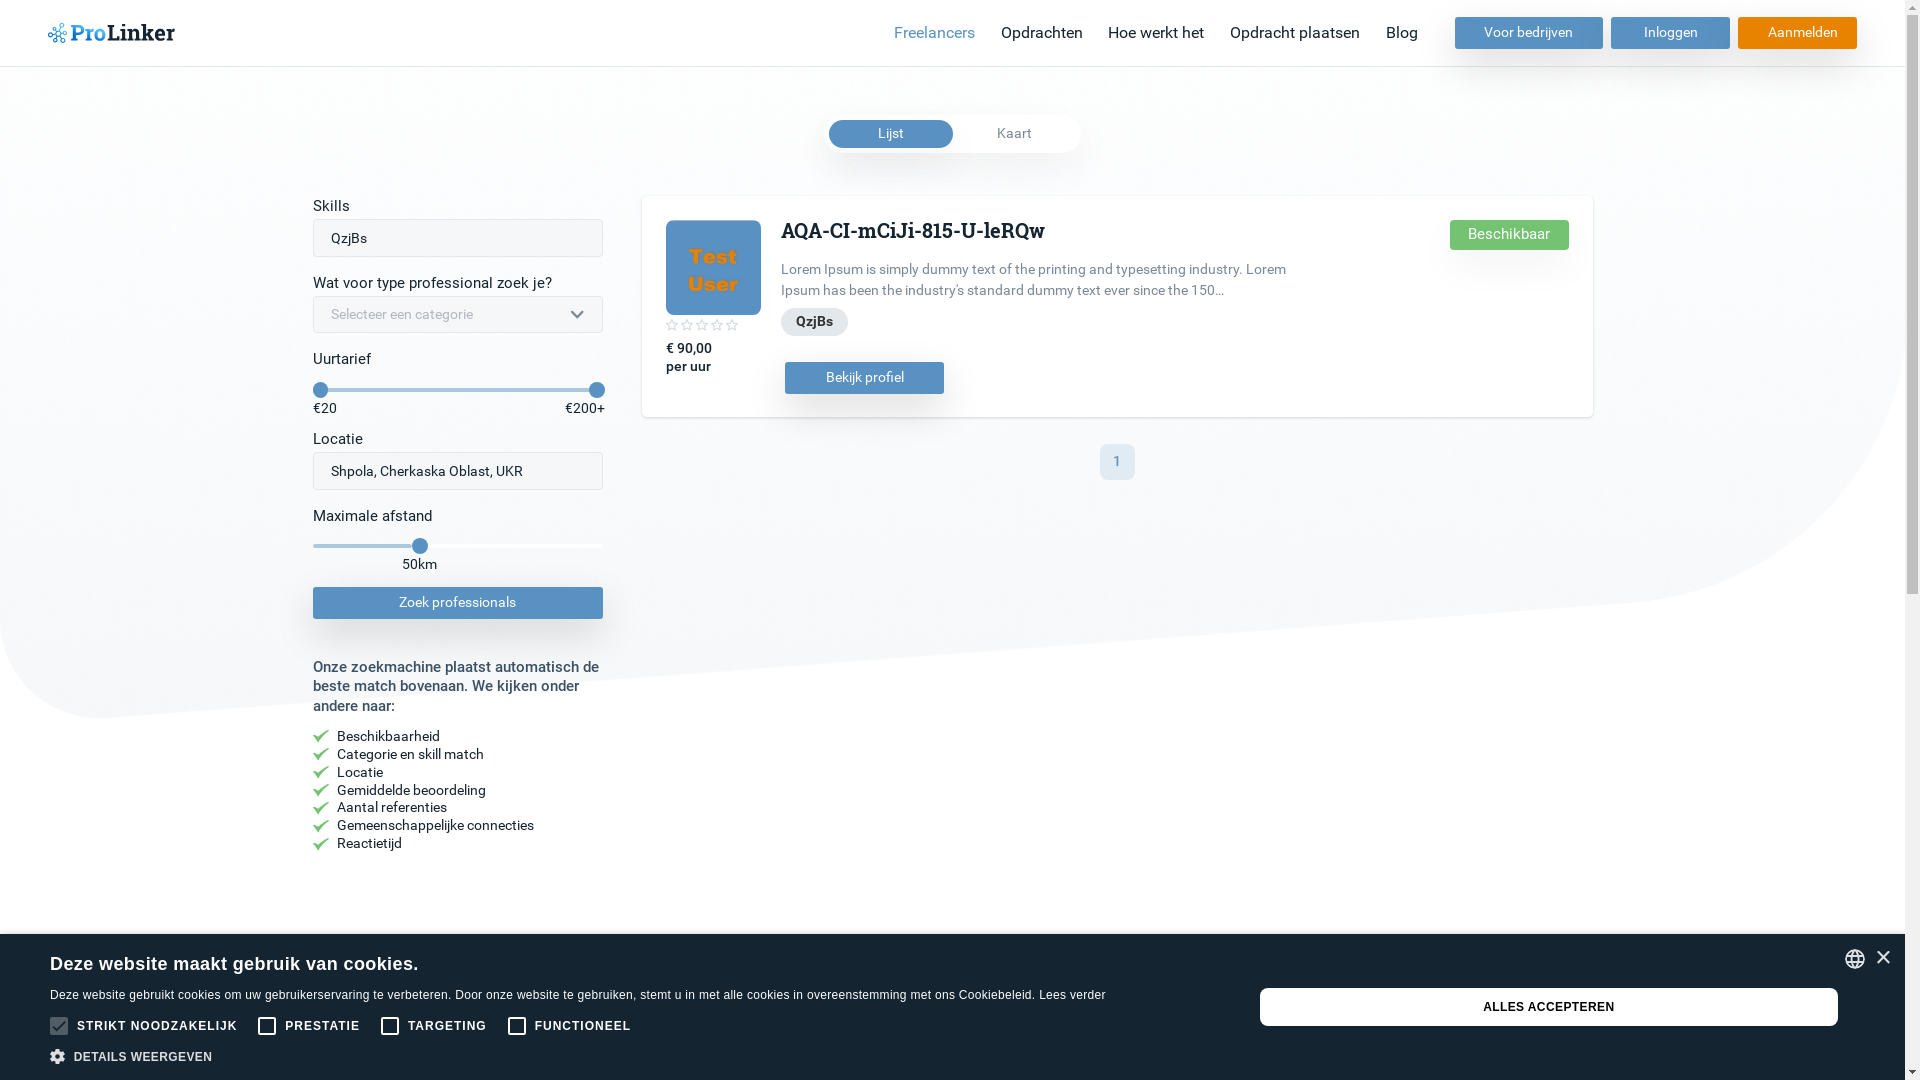 ProLinker
Freelancers
Opdrachten
Hoe werkt het
Opdracht plaatsen
Blog
Voor bedrijven
Inloggen
Aanmelden
Lijst
Kaart
Skills
QzjBs
Wat voor type professional zoek je?
Selecteer een categorie
Uurtarief
€20
€200+
Locatie
Shpola, Cherkaska Oblast, UKR
Maximale afstand
50km
Zoek professionals
Onze zoekmachine plaatst automatisch de
beste match bovenaan. We kijken onder
andere naar:
Beschikbaarheid
Categorie en skill match
Locatie
Gemiddelde beoordeling
Aantal referenties
Gemeenschappelijke connecties
Reactietijd
Test
User
€ 90,00
per uur
AQA-CI-mCiJi-815-U-leRQw
Lorem Ipsum is simply dummy text of the printing and typesetting industry. Lorem
Ipsum has been the industry's standard dummy text ever since the 150...
QzjBs
Bekijk profiel
Beschikbaar
1
Deze website maakt gebruik van cookies.
Deze website gebruikt cookies om uw gebruikerservaring te verbeteren. Door onze website te gebruiken, stemt u in met alle cookies in overeenstemming met ons Cookiebeleid. Lees verder
STRIKT NOODZAKELIJK
PRESTATIE
TARGETING
FUNCTIONEEL
DETAILS WEERGEVEN
ALLES ACCEPTEREN
×